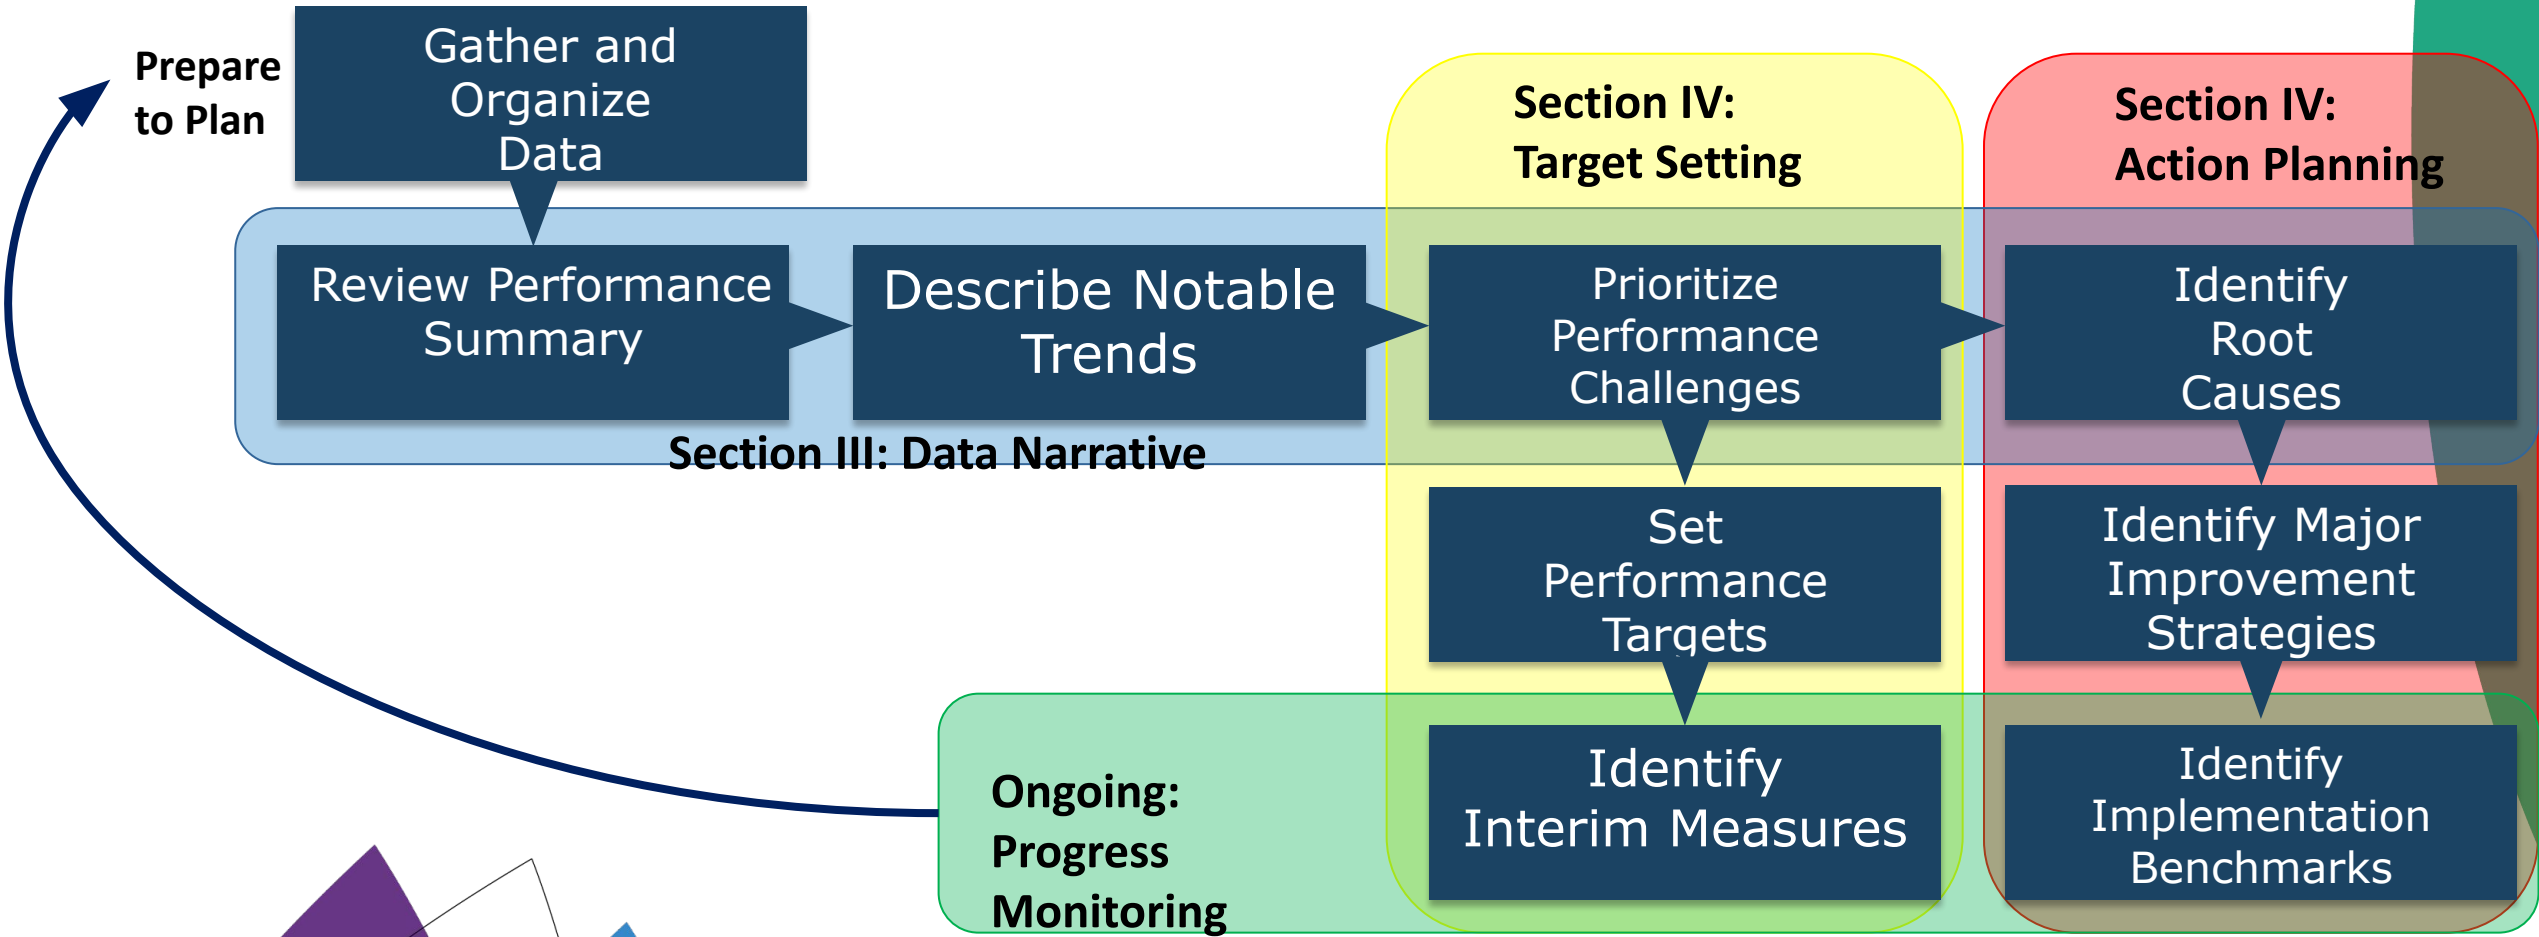 Prepare
to Plan
Gather and
Organize
Data
Section IV:
Target Setting
Section IV:
Action Planning
Review Performance
Summary
Describe Notable
Trends
Prioritize
Performance
Challenges
Identify
Root
Causes
Section III: Data Narrative
Set
Performance
Targets
Identify Major
Improvement
Strategies
Ongoing:
Progress
Monitoring
Identify
Interim Measures
Identify
Implementation
Benchmarks